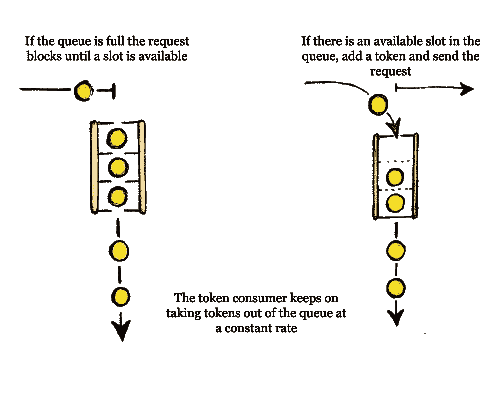 If the queue is full the request
blocks until a slot is available
If there is an available slot in the
queue, add a token and send the
request
The token consumer keeps on
taking tokens out of the queue at
a constant rate